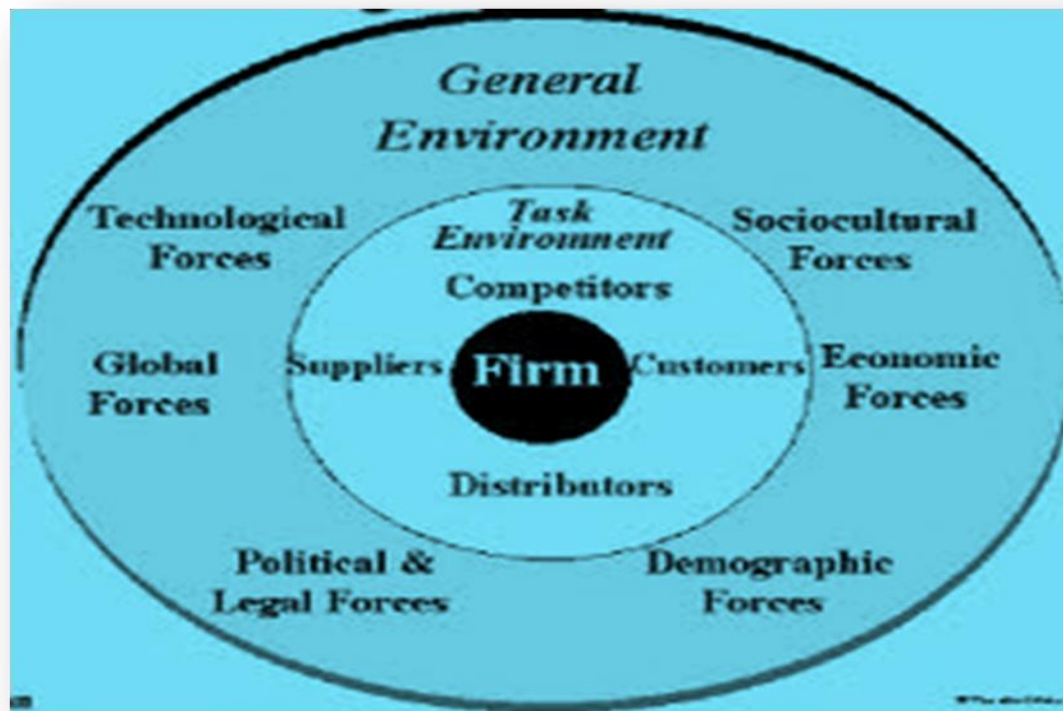 General
Environment
Technological
Forces
Task
Environment
Sociocultural
Forces
Competitors
Global
Forces
Suppliers
Firm
Customers
Economic
Forces
Distributors
Political &
Legal Forces
Demographic
Forces